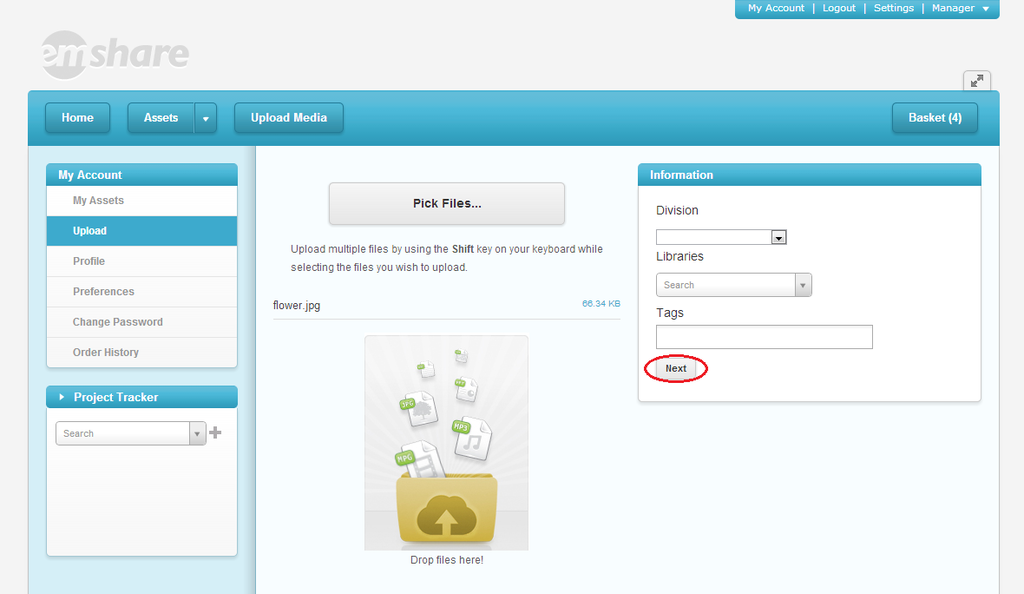 My Account | Logout | Settings | Manager
emshare
Home
Assets
Upload Media
Basket (4)
My Account
My Assets
Upload
Profile
Preferences
Change Password
Order History
Project Tracker
Search
Pick Files...
Upload multiple files by using the Shift key on your keyboard while
selecting the files you wish to upload.
flower.jpg
66.34 KB
JPG
MP3
MPG
Drop files here!
Information
Division
Libraries
Search
Tags
Next